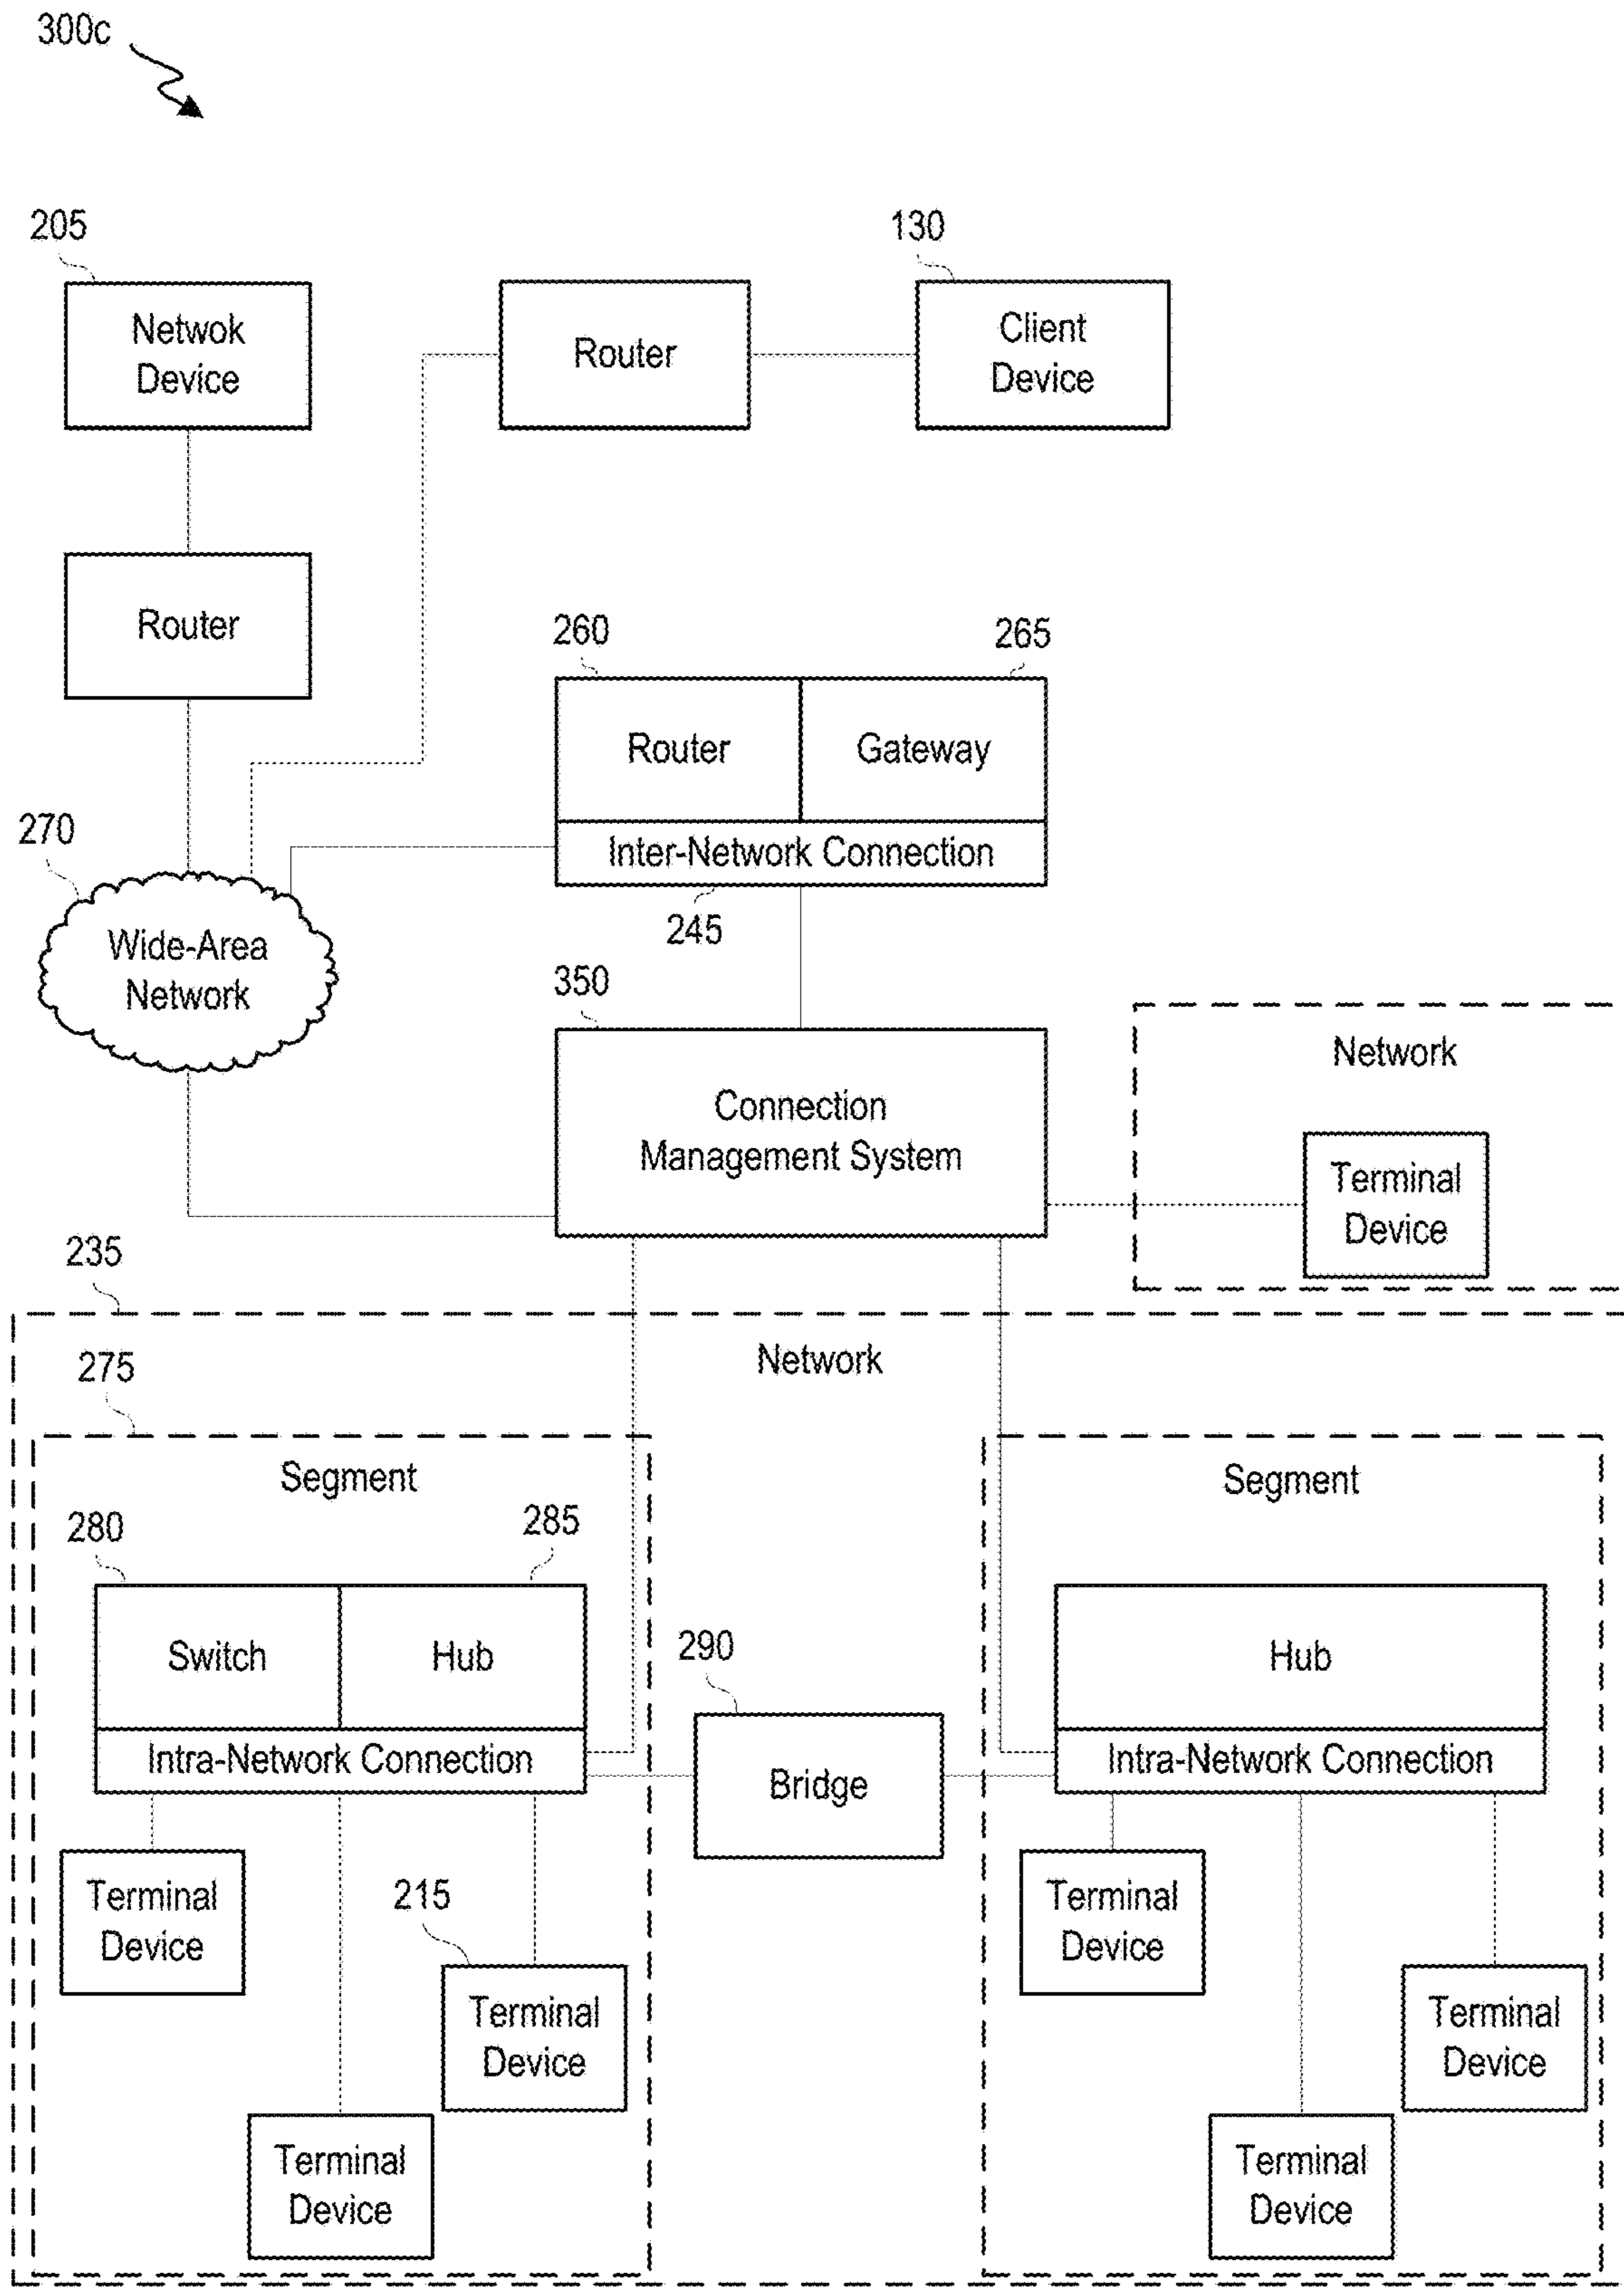 300c
205
130
Netwok
Device
Router
Client
Device
Router
260
265
Router
Gateway
270
Inter-Network Connection
245
Wide-Area
Network
350
Network
Connection
Management System
Terminal
Device
235
Network
275
Segment
Segment
280
285
Switch
Hub
290
Hub
Intra-Network Connection
Bridge
Intra-Network Connection
Terminal
Device
215
Terminal
Device
Terminal
Device
Terminal
Device
Terminal
Device
Terminal
Device